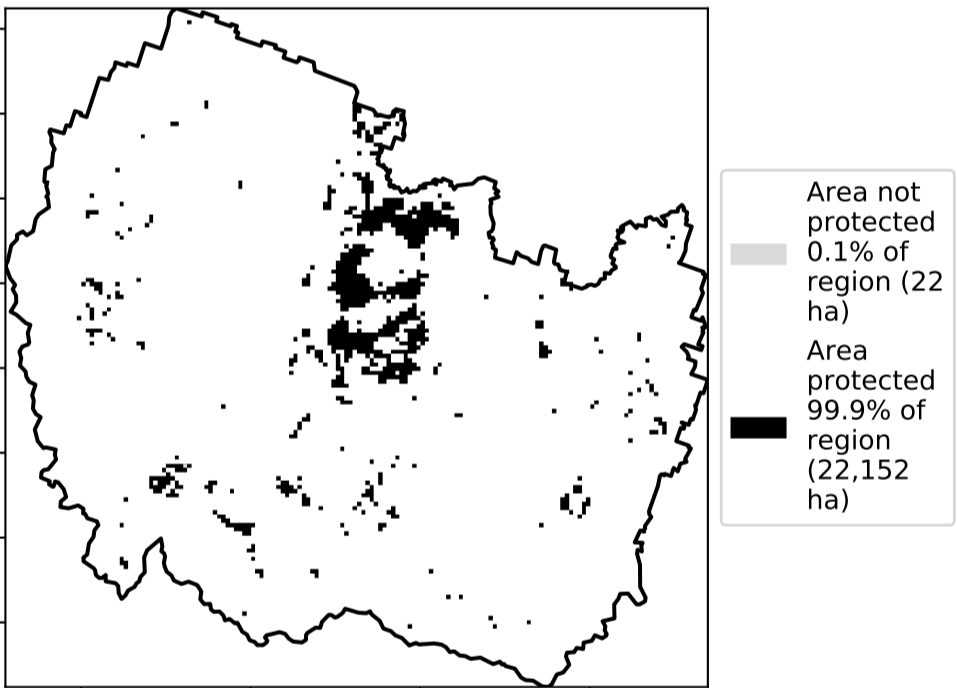 Area not
protected
0.1% of
region (22
ha)
Area
protected
99.9% of
region
(22,152
ha)